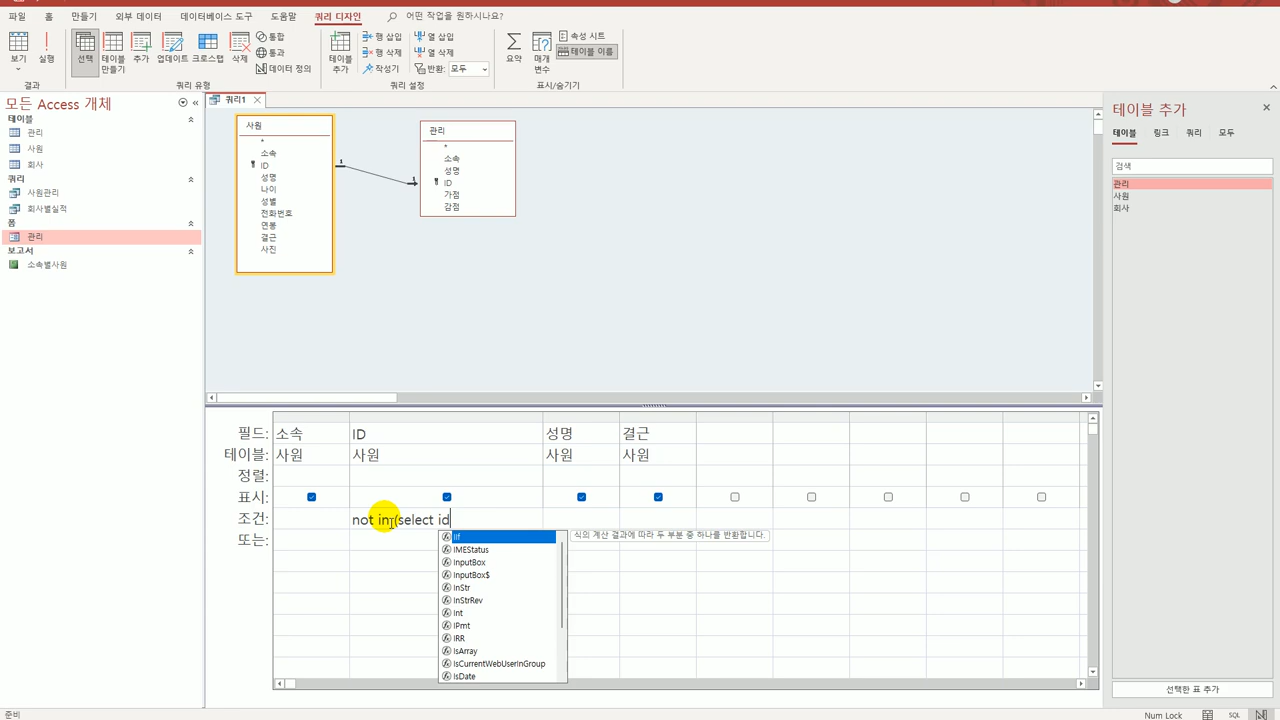 파일 홈 만들기 외부 데이터 데이터베이스 도구 도움말 쿼리 디자인 어떤 작업을 원하시나요?
보기 실행 선택 테이블 만들기 추가 업데이트 크로스탭 삭제 통합 통과 데이터 정의 테이블 추가 행 삽입 행 삭제 작성기 열 삽입 열 삭제 반환: 모두 요약 매개 변수 속성 시트 테이블 이름
결과 쿼리 유형 쿼리 설정 표시/숨기기
모든 Access 개체
테이블
관리
사원
회사
쿼리
사원관리
회사별실적
폼
관리
보고서
소속별사원
쿼리1
사원
*
소속
ID
성명
나이
성별
전화번호
연봉
결근
사진
1
1
관리
*
소속
성명
ID
가점
감점
필드: 소속 ID 성명 결근
테이블: 사원 사원 사원 사원
정렬:
표시:
조건: not in (select id
또는:
IIf 식의 계산 결과에 따라 두 부분 중 하나를 반환합니다.
IMEStatus
InputBox
InputBox$
InStr
InStrRev
Int
IPmt
IRR
IsArray
IsCurrentWebUserInGroup
IsDate
테이블 추가
테이블 링크 쿼리 모두
검색
관리
사원
회사
선택한 표 추가
준비 Num Lock SQL